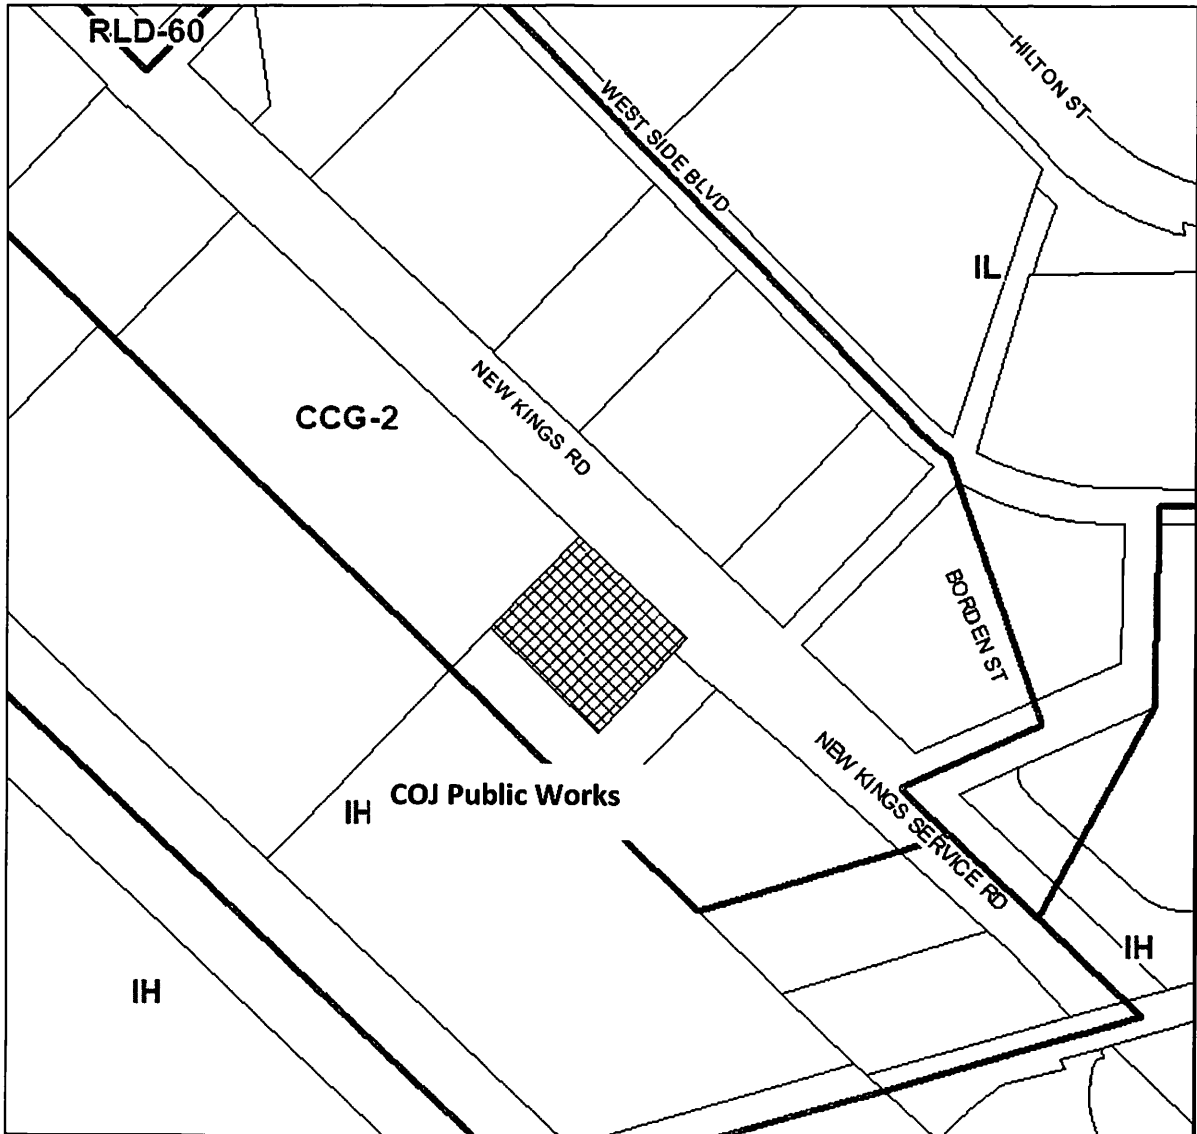 RLD-60
HILTON ST
WEST SIDE BLVD
IL
NEW KINGS RD
CCG-2
BORDEN ST
NEW KINGS SERVICE RD
COJ Public Works
IH
IH
IH